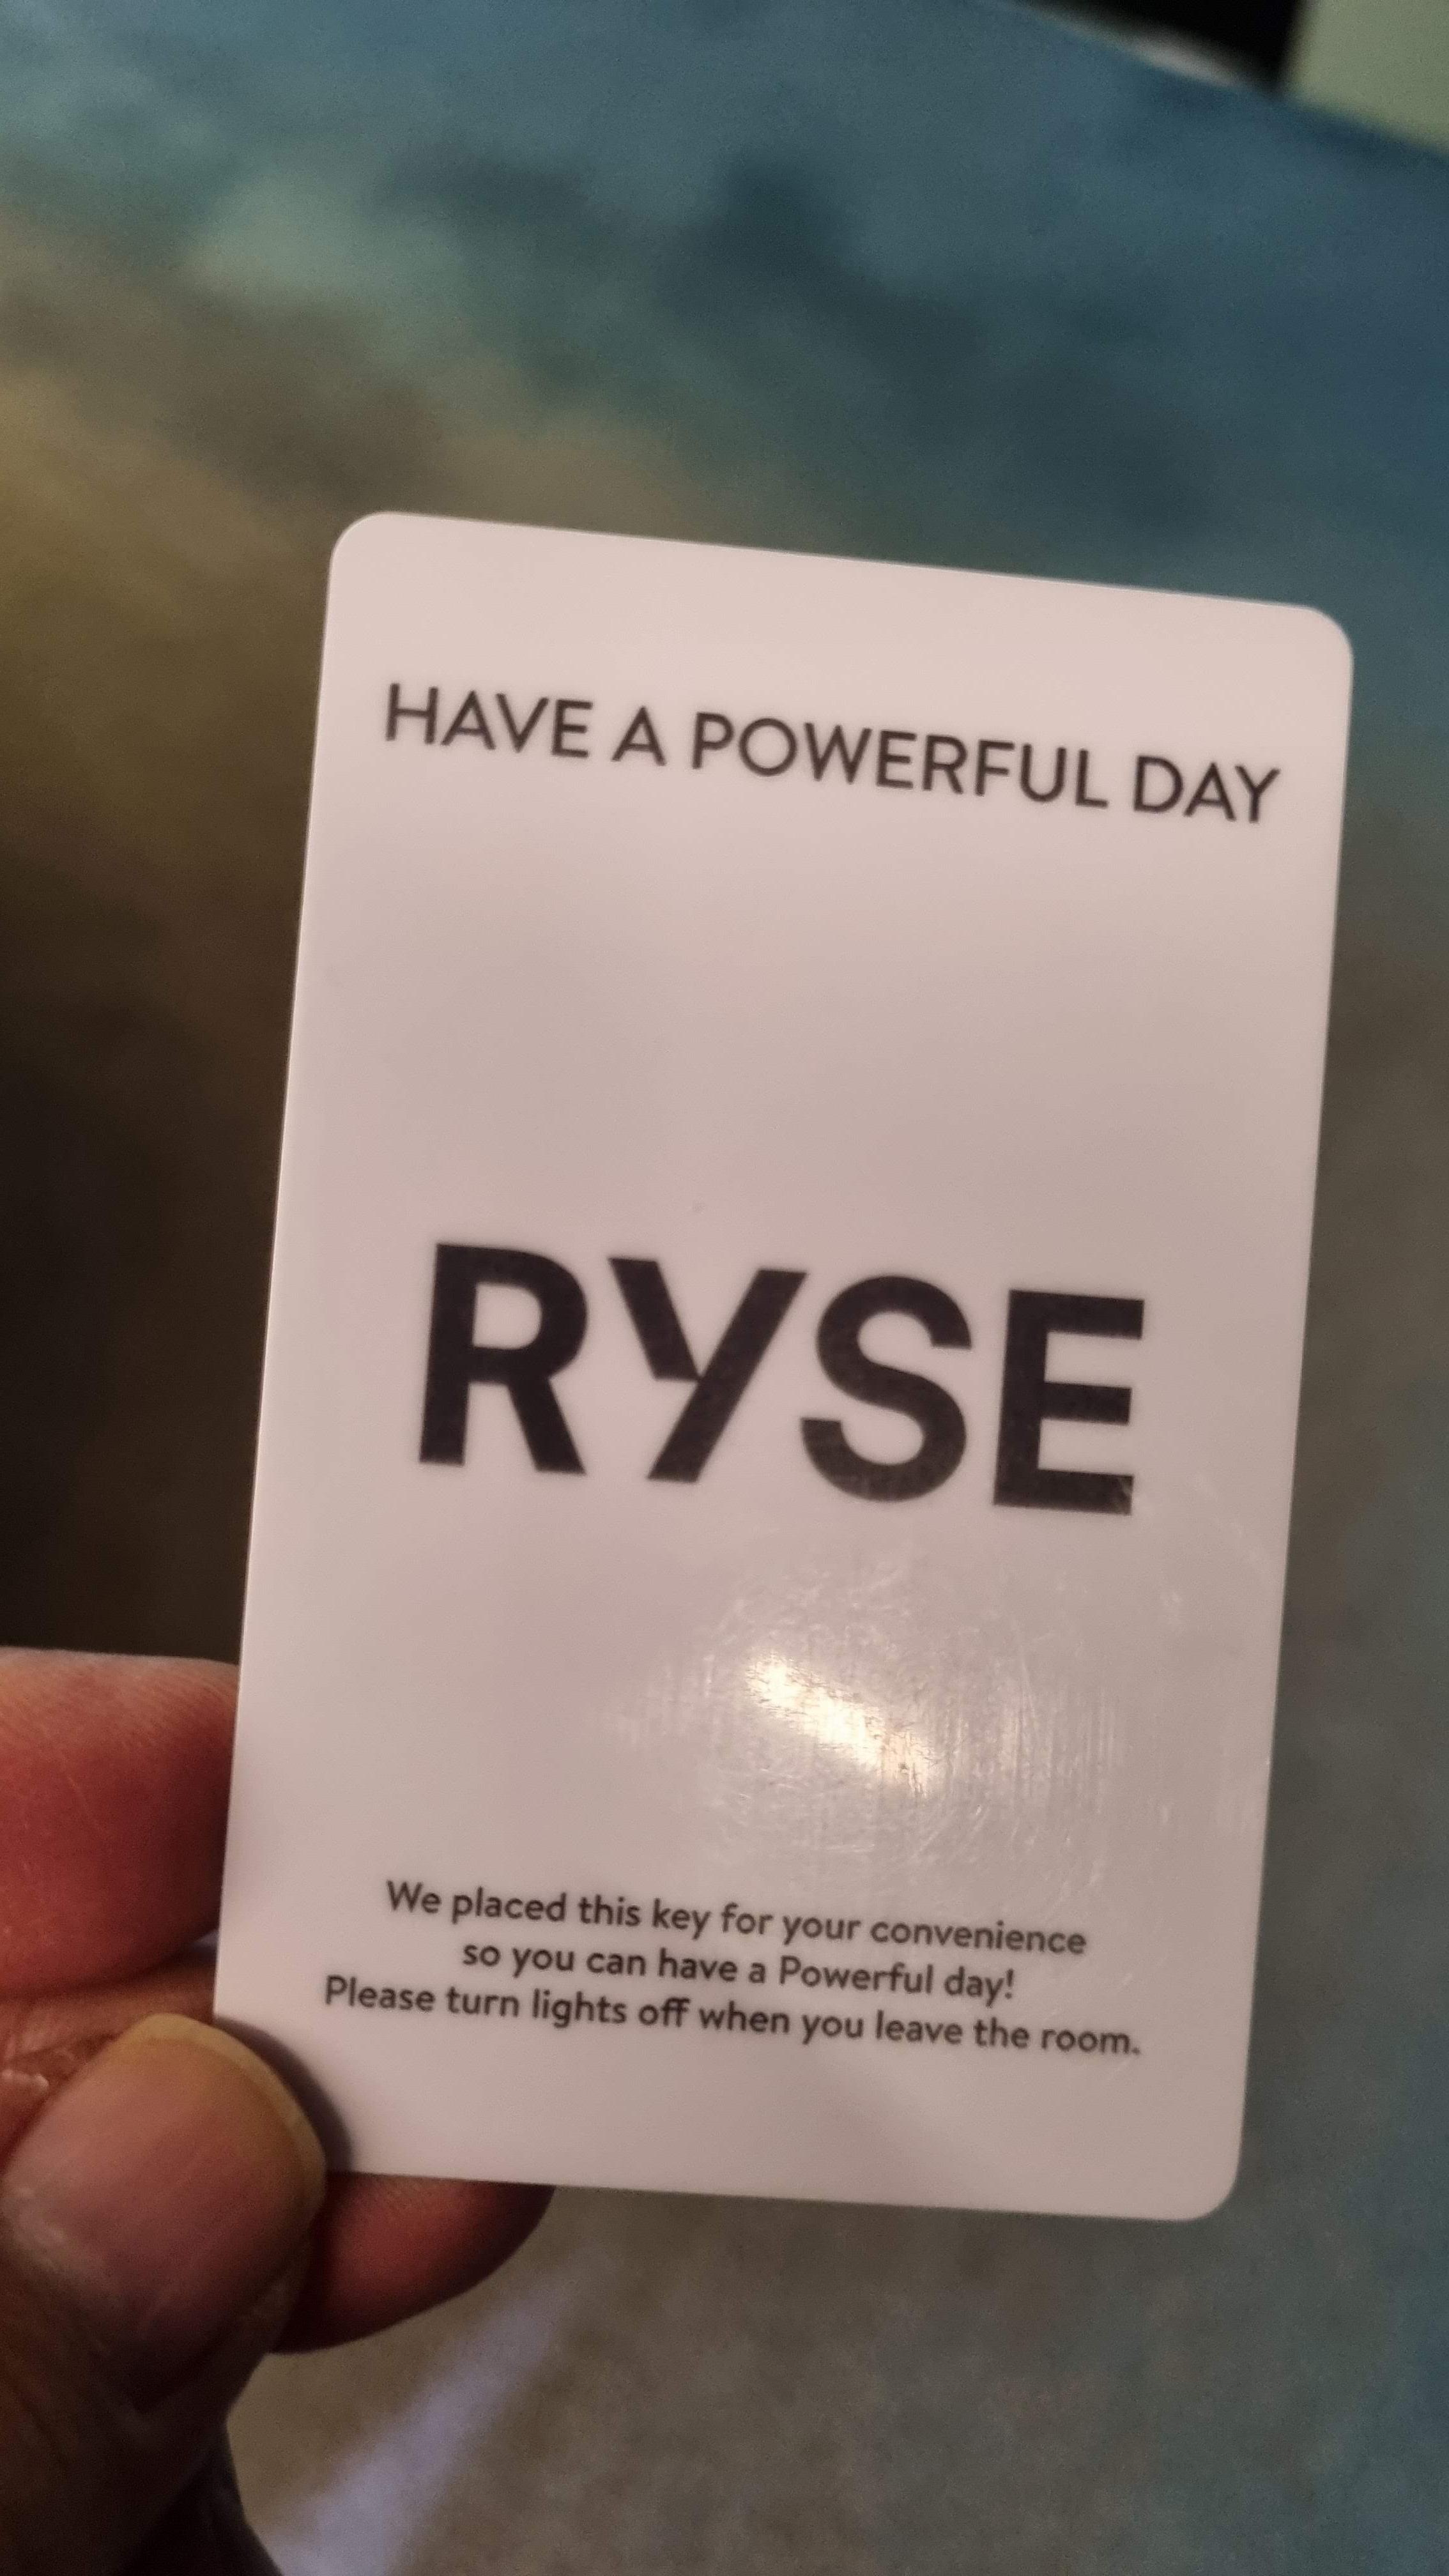 HAVE A POWERFUL DAY
RYSE
We placed this key for your convenience
so you can have a Powerful day!
Please turn lights off when you leave the room.